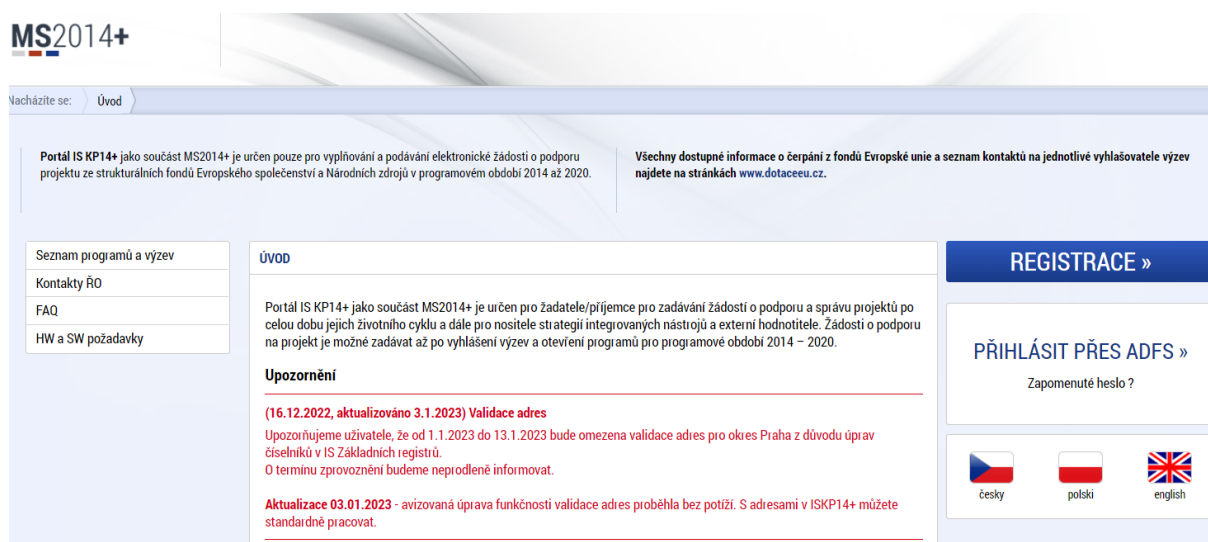 MS2014+
Nacházíte se: Úvod
Portál IS KP14+ jako součást MS2014+ je určen pouze pro vyplňování a podávání elektronické žádosti o podporu
projektu ze strukturálních fondů Evropského společenství a Národních zdrojů v programovém období 2014 až 2020.
Všechny dostupné informace o čerpání z fondů Evropské unie a seznam kontaktů na jednotlivé vyhlašovatele výzev
najdete na stránkách www.dotaceeu.cz.
Seznam programů a výzev
Kontakty ŘO
FAQ
HW a SW požadavky
ÚVOD
Portál IS KP14+ jako součást MS2014+ je určen pro žadatele/příjemce pro zadávání žádostí o podporu a správu projektů po
celou dobu jejich životního cyklu a dále pro nositele strategií integrovaných nástrojů a externí hodnotitele. Žádosti o podporu
na projekt je možné zadávat až po vyhlášení výzev a otevření programů pro programové období 2014 – 2020.
Upozornění
(16.12.2022, aktualizováno 3.1.2023) Validace adres
Upozorňujeme uživatele, že od 1.1.2023 do 13.1.2023 bude omezena validace adres pro okres Praha z důvodu úprav
číselníků v IS Základních registrů.
O termínu zprovoznění budeme neprodleně informovat.
Aktualizace 03.01.2023 - avizovaná úprava funkčnosti validace adres proběhla bez potíží. S adresami v ISKP14+ můžete
standardně pracovat.
REGISTRACE »
PŘIHLÁSIT PŘES ADFS »
Zapomenuté heslo ?
česky polski english